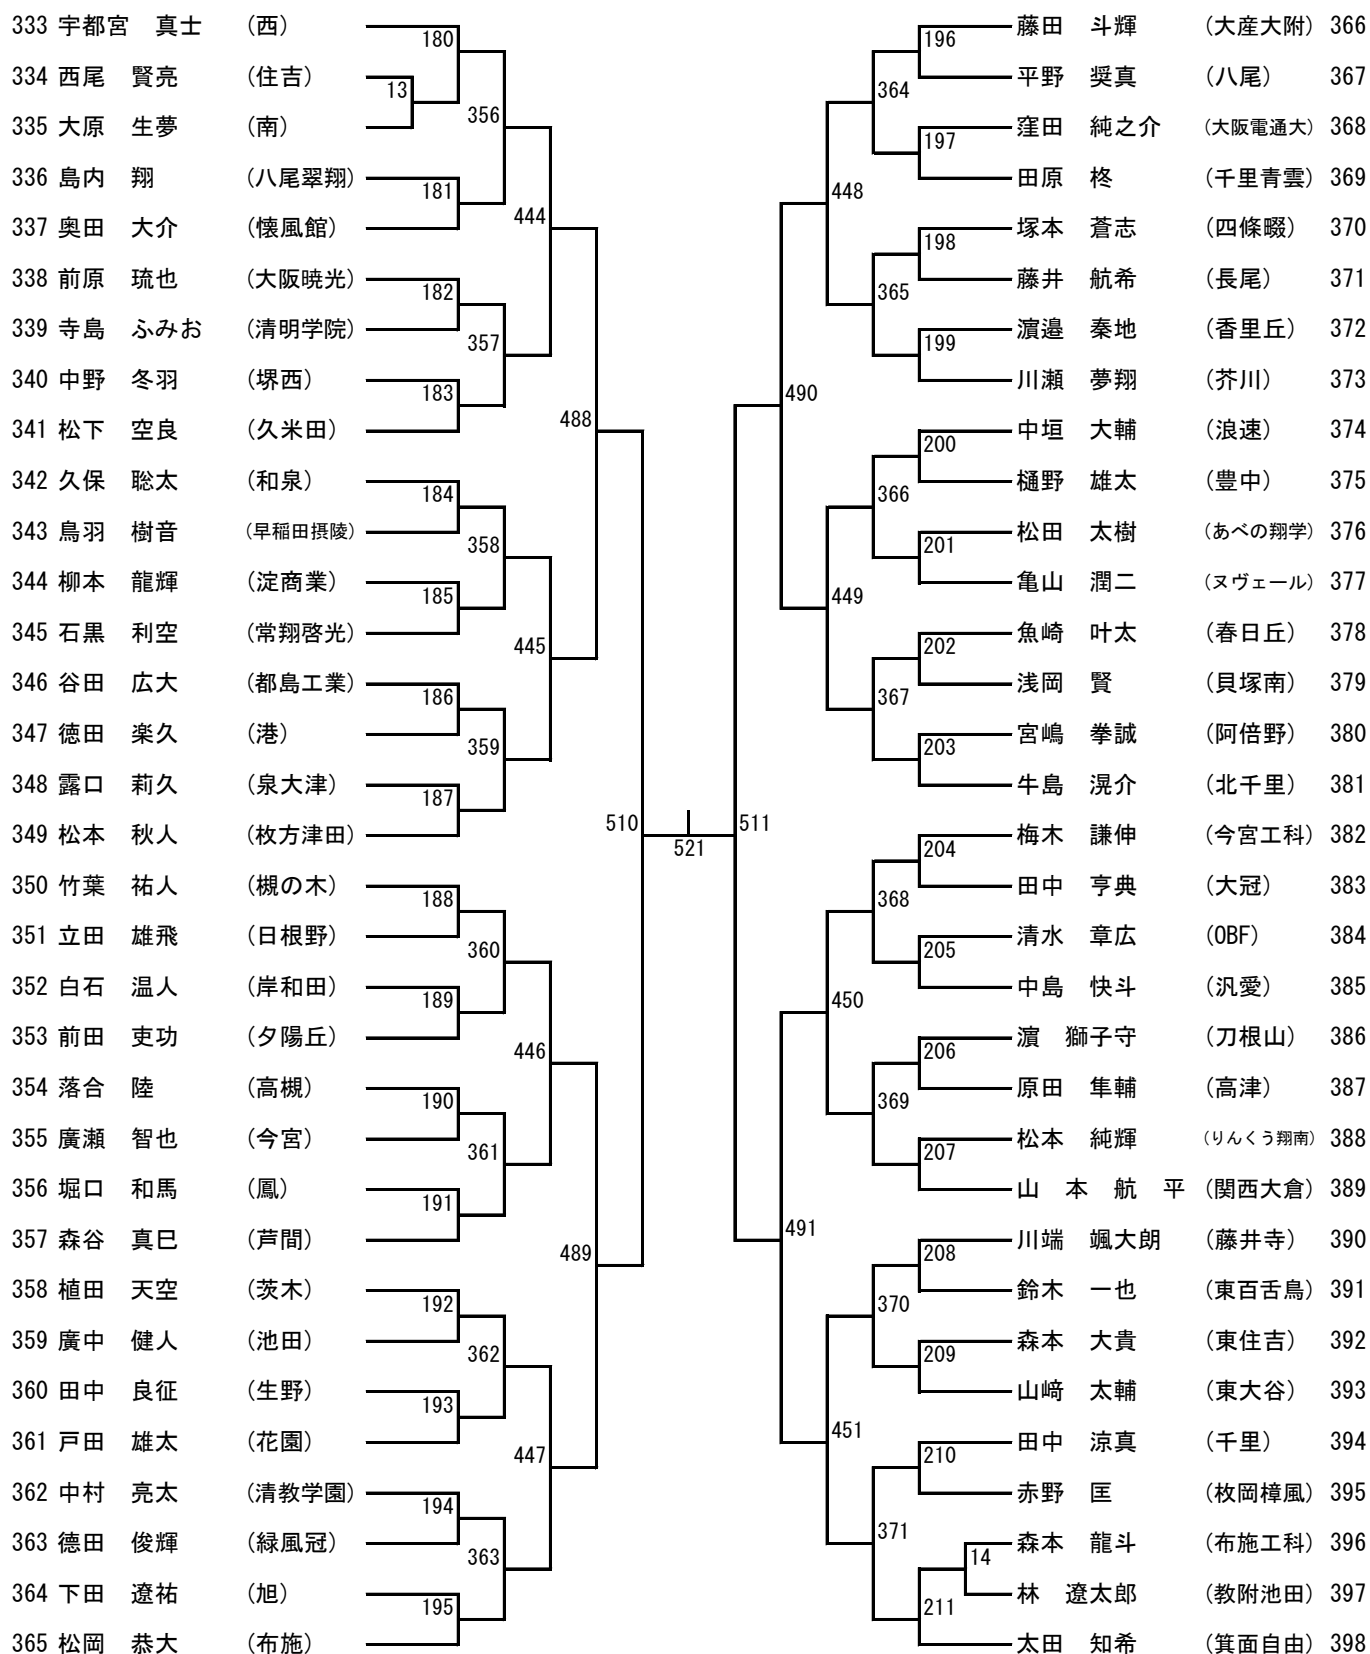 333 宇都宮　真士 (西)
334 西尾　賢亮 (住吉)
335 大原　生夢 (南)
336 島内　翔 (八尾翠翔)
337 奥田　大介 (懐風館)
338 前原　琉也 (大阪暁光)
339 寺島　ふみお (清明学院)
340 中野　冬羽 (堺西)
341 松下　空良 (久米田)
342 久保　聡太 (和泉)
343 鳥羽　樹音 (早稲田摂陵)
344 柳本　龍輝 (淀商業)
345 石黒　利空 (常翔啓光)
346 谷田　広大 (都島工業)
347 徳田　楽久 (港)
348 露口　莉久 (泉大津)
349 松本　秋人 (枚方津田)
350 竹葉　祐人 (槻の木)
351 立田　雄飛 (日根野)
352 白石　温人 (岸和田)
353 前田　吏功 (夕陽丘)
354 落合　陸 (高槻)
355 廣瀬　智也 (今宮)
356 堀口　和馬 (鳳)
357 森谷　真巳 (芦間)
358 植田　天空 (茨木)
359 廣中　健人 (池田)
360 田中　良征 (生野)
361 戸田　雄太 (花園)
362 中村　亮太 (清教学園)
363 德田　俊輝 (緑風冠)
364 下田　遼祐 (旭)
365 松岡　恭大 (布施)
180
13
181
182
183
184
185
186
187
188
189
190
191
192
193
194
195
356
357
358
359
360
361
362
363
444
445
446
447
488
489
510
521
511
490
491
448
449
450
451
364
365
366
367
368
369
370
371
196
197
198
199
200
201
202
203
204
205
206
207
208
209
210
14
211
藤田　斗輝 (大産大附) 366
平野　奨真 (八尾) 367
窪田　純之介 (大阪電通大) 368
田原　柊 (千里青雲) 369
塚本　蒼志 (四條畷) 370
藤井　航希 (長尾) 371
濵邉　秦地 (香里丘) 372
川瀬　夢翔 (芥川) 373
中垣　大輔 (浪速) 374
樋野　雄太 (豊中) 375
松田　太樹 (あべの翔学) 376
亀山　潤二 (ヌヴェール) 377
魚崎　叶太 (春日丘) 378
浅岡　賢 (貝塚南) 379
宮嶋　拳誠 (阿倍野) 380
牛島　滉介 (北千里) 381
梅木　謙伸 (今宮工科) 382
田中　亨典 (大冠) 383
清水　章広 (OBF) 384
中島　快斗 (汎愛) 385
濵　獅子守 (刀根山) 386
原田　隼輔 (高津) 387
松本　純輝 (りんくう翔南) 388
山　本　航　平 (関西大倉) 389
川端　颯大朗 (藤井寺) 390
鈴木　一也 (東百舌鳥) 391
森本　大貴 (東住吉) 392
山﨑　太輔 (東大谷) 393
田中　涼真 (千里) 394
赤野　匡 (枚岡樟風) 395
森本　龍斗 (布施工科) 396
林　遼太郎 (教附池田) 397
太田　知希 (箕面自由) 398